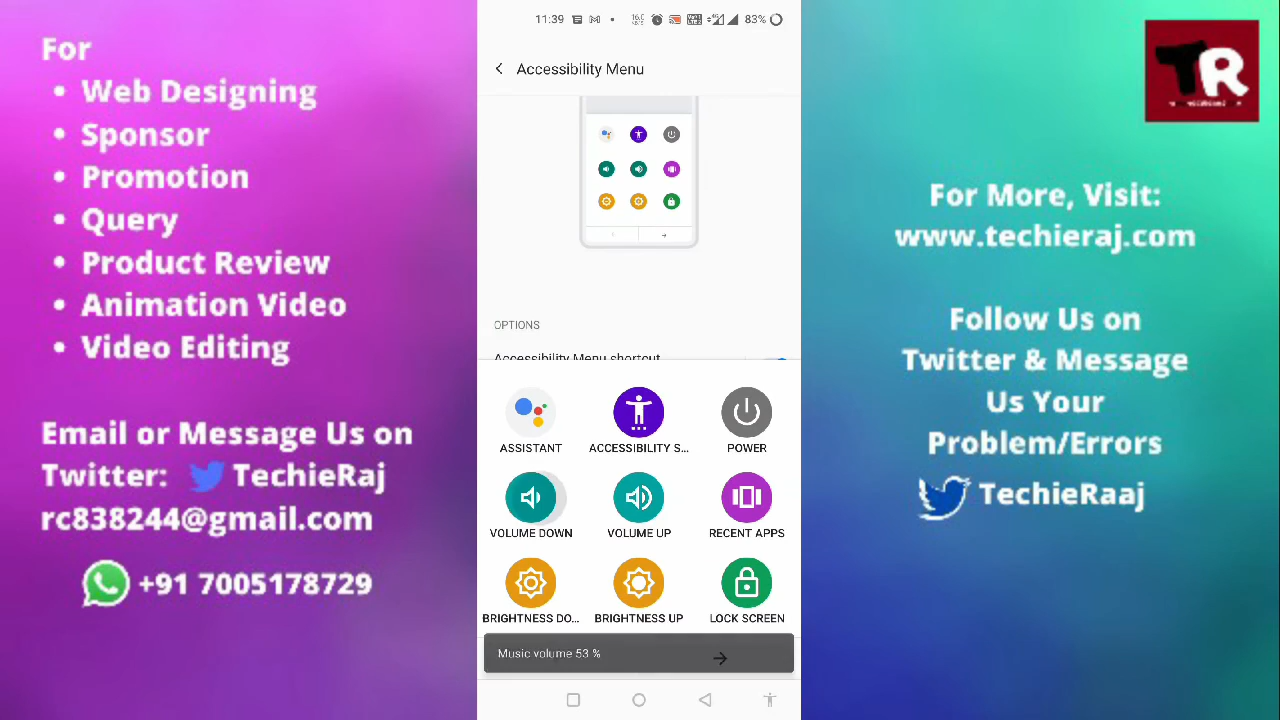 For
• Web Designing
• Sponsor
• Promotion
• Query
• Product Review
• Animation Video
• Video Editing
Email or Message Us on
Twitter: TechieRaj
rc838244@gmail.com
+91 7005178729
11:39
83%
Accessibility Menu
OPTIONS
Accessibility Menu shortcut
ASSISTANT
ACCESSIBILITY S...
POWER
VOLUME DOWN
VOLUME UP
RECENT APPS
BRIGHTNESS DO...
BRIGHTNESS UP
LOCK SCREEN
Music volume 53 %
TR
For More, Visit:
www.techieraj.com
Follow Us on
Twitter & Message
Us Your
Problem/Errors
TechieRaaj